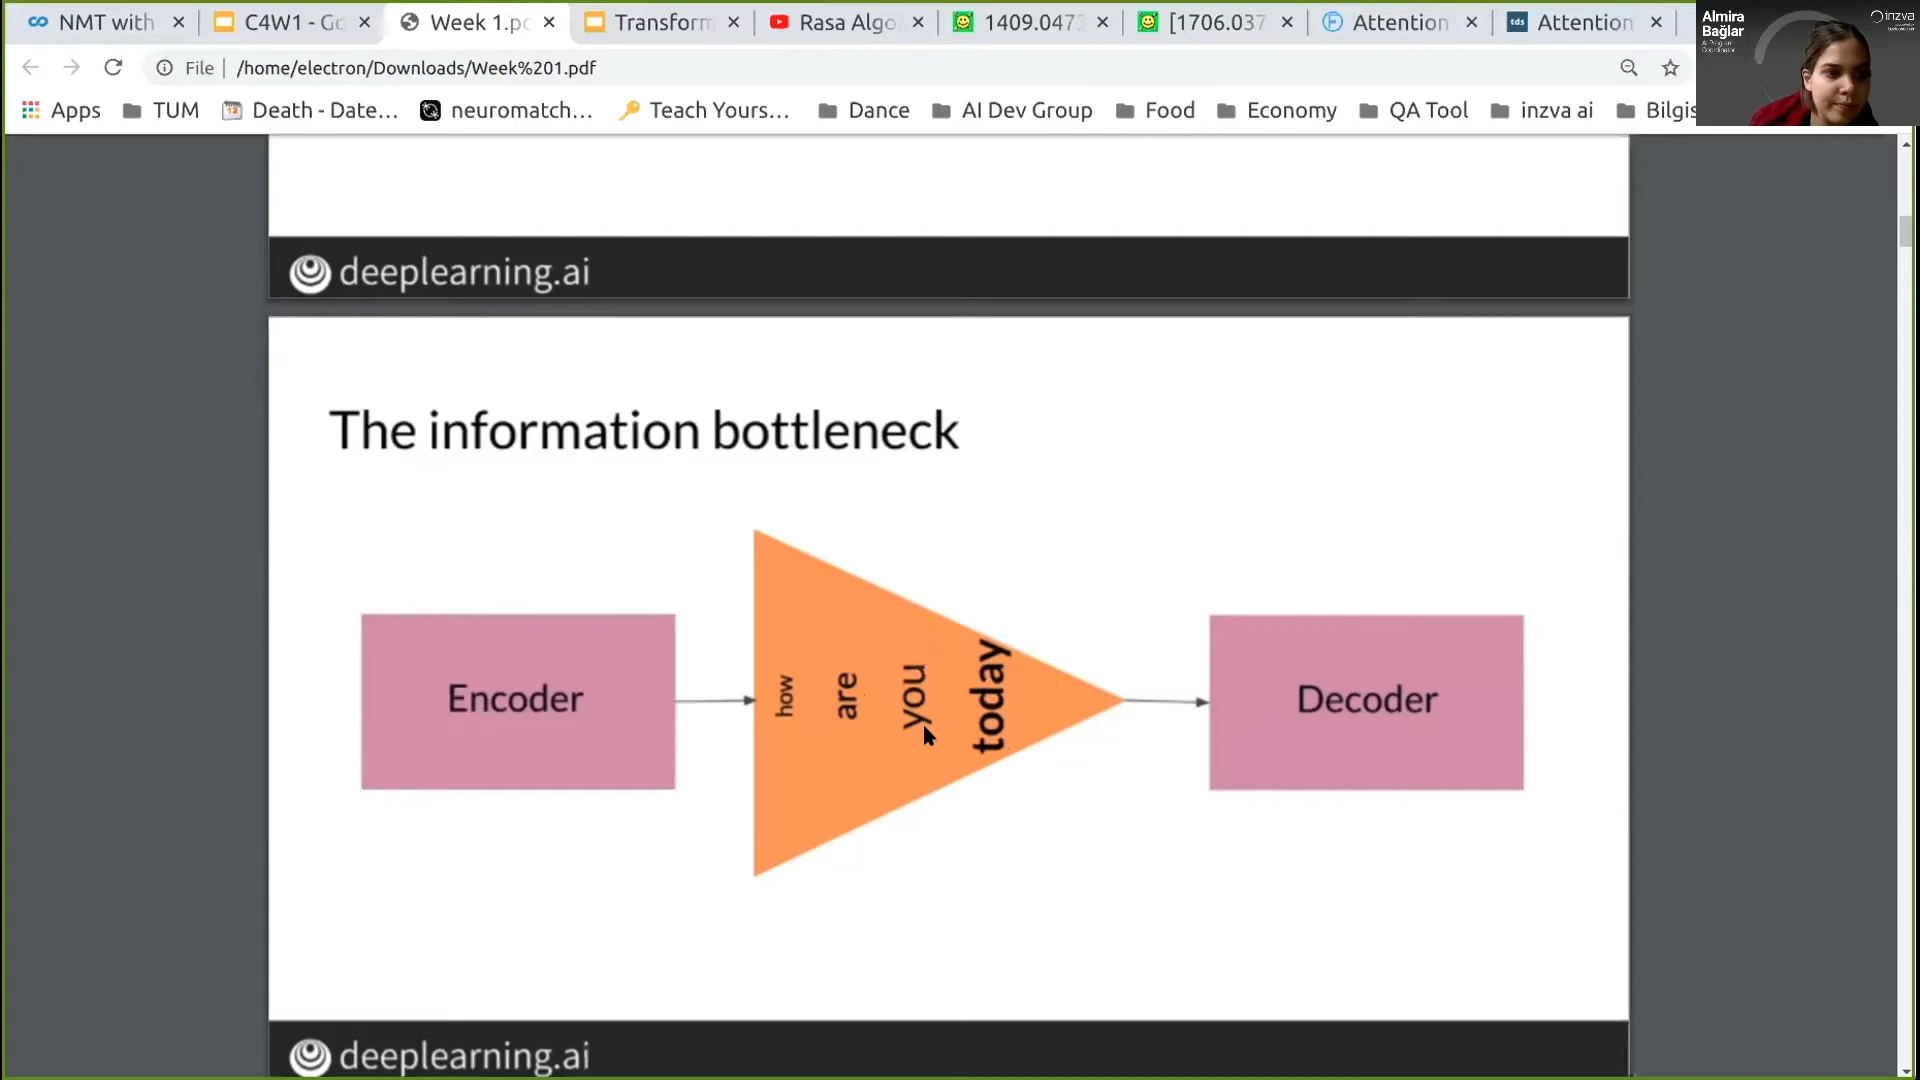 NMT with
C4W1 - Go
Week 1.pd
Transform
Rasa Algo
1409.047
[1706.037
Attention
Attention
Almira
Bağlar
AI Program
Coordinator
inzva
File
/home/electron/Downloads/Week%201.pdf
Apps
TUM
Death - Date...
neuromatch...
Teach Yours...
Dance
AI Dev Group
Food
Economy
QA Tool
inzva ai
Bilgis
deeplearning.ai
The information bottleneck
Encoder
how
are
you
today
Decoder
deeplearning.ai